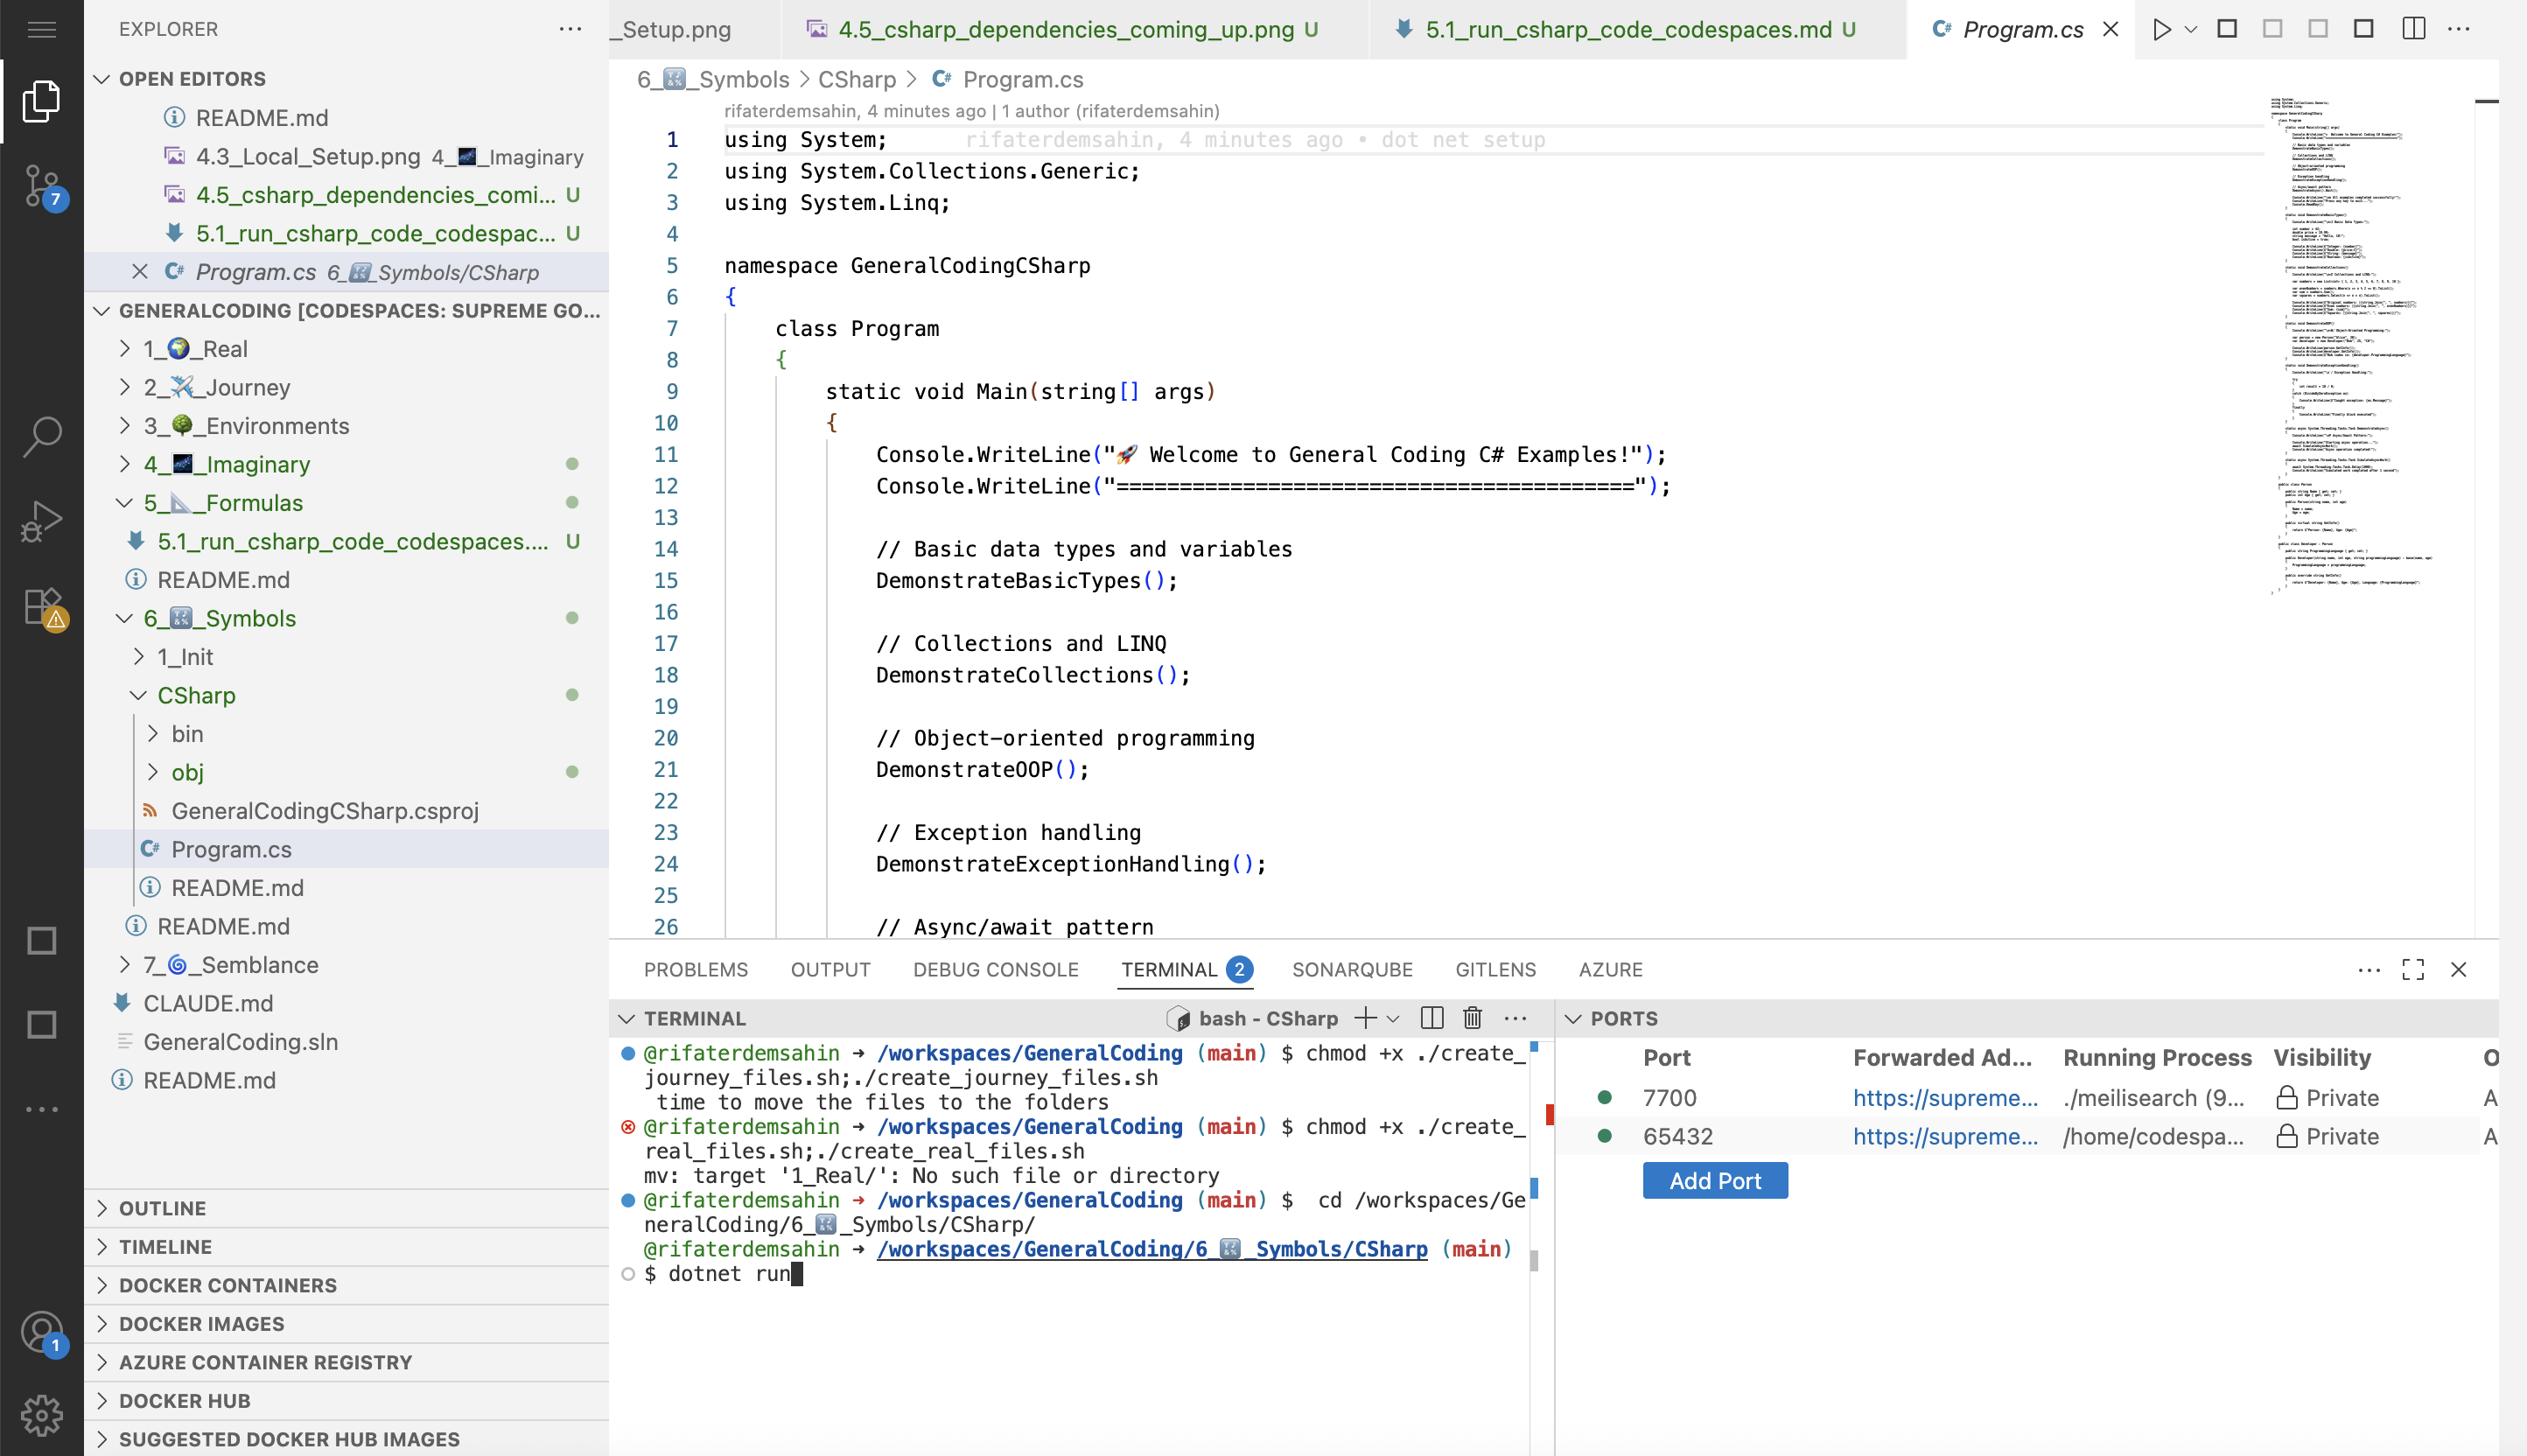 EXPLORER
OPEN EDITORS
README.md
4.3_Local_Setup.png 4_🌌_Imaginary
4.5_csharp_dependencies_comi... U
5.1_run_csharp_code_codespac... U
Program.cs 6_🔣_Symbols/CSharp
GENERALCODING [CODESPACES: SUPREME GO...
1_🌍_Real
2_✈️_Journey
3_🌳_Environments
4_🌌_Imaginary
5_📐_Formulas
5.1_run_csharp_code_codespaces.... U
README.md
6_🔣_Symbols
1_Init
CSharp
bin
obj
GeneralCodingCSharp.csproj
Program.cs
README.md
README.md
7_🌀_Semblance
CLAUDE.md
GeneralCoding.sln
README.md
OUTLINE
TIMELINE
DOCKER CONTAINERS
DOCKER IMAGES
AZURE CONTAINER REGISTRY
DOCKER HUB
SUGGESTED DOCKER HUB IMAGES
7
1
_Setup.png
4.5_csharp_dependencies_coming_up.png U
5.1_run_csharp_code_codespaces.md U
Program.cs
6_🔣_Symbols > CSharp > Program.cs
rifaterdemsahin, 4 minutes ago | 1 author (rifaterdemsahin)
1 using System; rifaterdemsahin, 4 minutes ago • dot net setup
2 using System.Collections.Generic;
3 using System.Linq;
4
5 namespace GeneralCodingCSharp
6 {
7 class Program
8 {
9 static void Main(string[] args)
10 {
11 Console.WriteLine("🚀 Welcome to General Coding C# Examples!");
12 Console.WriteLine("=========================================");
13
14 // Basic data types and variables
15 DemonstrateBasicTypes();
16
17 // Collections and LINQ
18 DemonstrateCollections();
19
20 // Object-oriented programming
21 DemonstrateOOP();
22
23 // Exception handling
24 DemonstrateExceptionHandling();
25
26 // Async/await pattern
PROBLEMS OUTPUT DEBUG CONSOLE TERMINAL 2 SONARQUBE GITLENS AZURE
TERMINAL
bash - CSharp
@rifaterdemsahin → /workspaces/GeneralCoding (main) $ chmod +x ./create_
journey_files.sh;./create_journey_files.sh
time to move the files to the folders
@rifaterdemsahin → /workspaces/GeneralCoding (main) $ chmod +x ./create_
real_files.sh;./create_real_files.sh
mv: target '1_Real/': No such file or directory
@rifaterdemsahin → /workspaces/GeneralCoding (main) $ cd /workspaces/Ge
neralCoding/6_🔣_Symbols/CSharp/
@rifaterdemsahin → /workspaces/GeneralCoding/6_🔣_Symbols/CSharp (main)
$ dotnet run
PORTS
Port Forwarded Ad... Running Process Visibility O
7700 https://supreme... ./meilisearch (9... Private A
65432 https://supreme... /home/codespa... Private A
Add Port